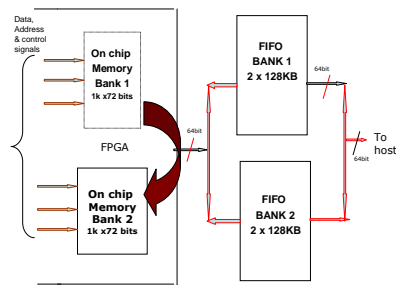 Data,
Address
& control
signals
On chip
Memory
Bank 1
1k x72 bits
FPGA
On chip
Memory
Bank 2
1k x72 bits
64bit
FIFO
BANK 1
2 x 128KB
64bit
FIFO
BANK 2
2 x 128KB
To
host
64bit